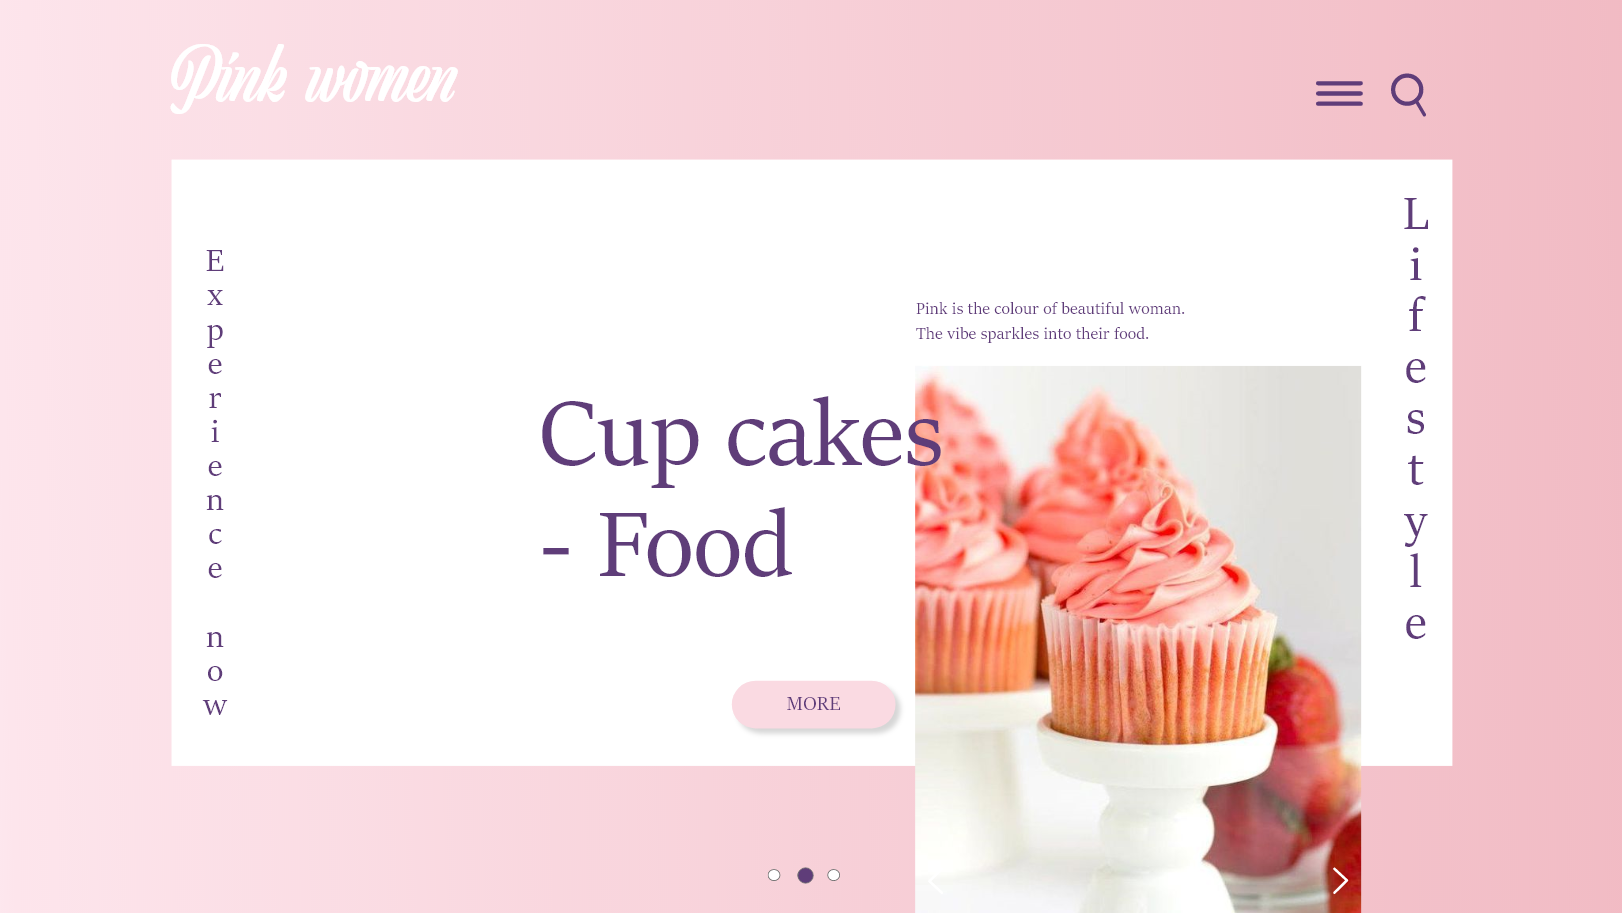 Pink women
Experience now
Lifestyle
Pink is the colour of beautiful woman.
The vibe sparkles into their food.
Cup cakes
- Food
MORE